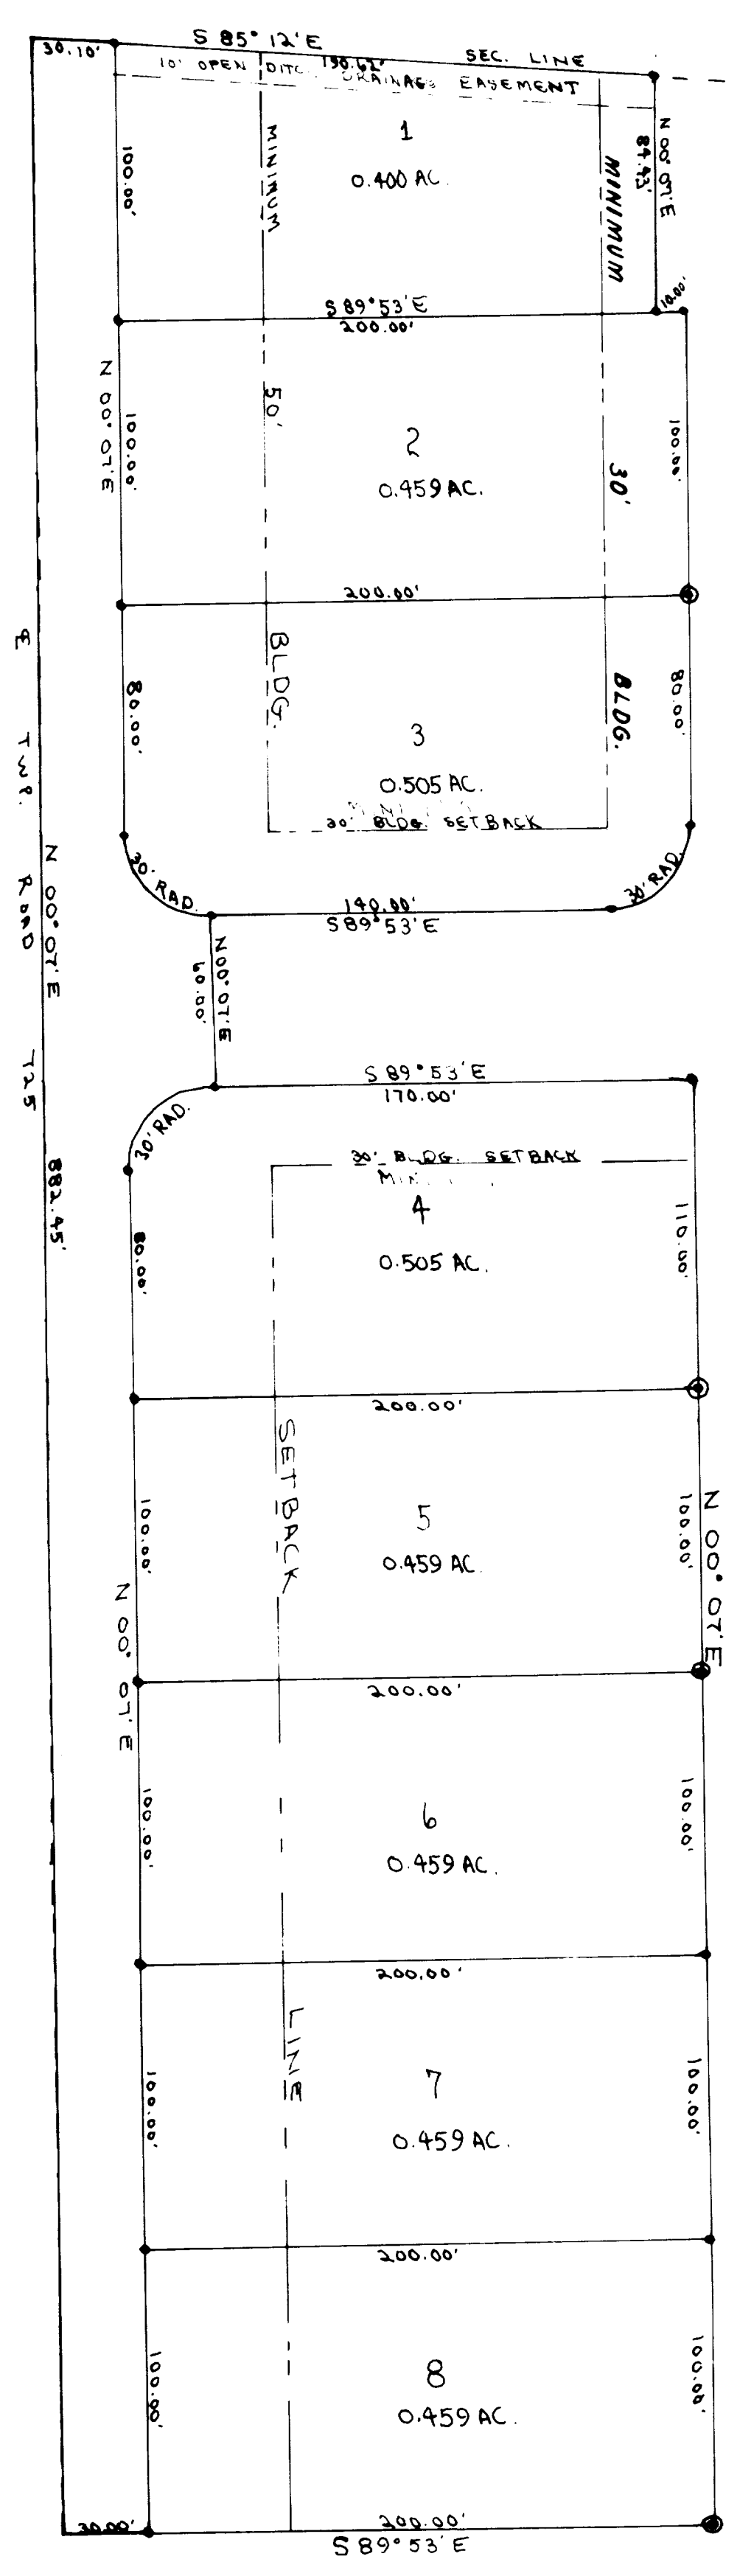 S 85° 12' E
30.10'
190.62'
SEC. LINE
10' OPEN DITC DRAINAGE EASEMENT
1
0.400 AC.
100.00'
MINIMUM
MINIMUM
N 00° 07' E
84.43'
10.00'
S 89° 53' E
200.00'
N 00° 07' E
100.00'
50'
2
0.459 AC.
30'
100.00'
200.00'
℄ TWP. ROAD 725
N 00° 07' E
882.45'
80.00'
BLDG.
3
0.505 AC.
BLDG.
80.00'
30' BLDG. SETBACK
30' RAD.
30' RAD.
140.00'
S 89° 53' E
N 00° 07' E
60.00'
S 89° 53' E
170.00'
30' RAD.
30' BLDG. SETBACK
4
0.505 AC.
80.00'
110.00'
200.00'
SETBACK
5
0.459 AC.
100.00'
100.00'
N 00° 07' E
N 00° 07' E
200.00'
6
0.459 AC.
100.00'
100.00'
200.00'
LINE
7
0.459 AC.
100.00'
100.00'
200.00'
8
0.459 AC.
100.00'
100.00'
30.00'
200.00'
S 89° 53' E